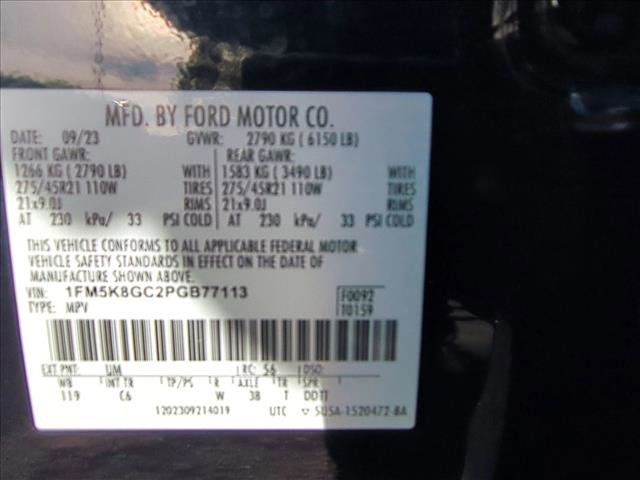 MFD. BY FORD MOTOR CO.
DATE: 09/23 GVWR: 2790 KG ( 6150 LB)
FRONT GAWR: REAR GAWR:
1266 KG ( 2790 LB) WITH 1583 KG ( 3490 LB) WITH
275/45R21 110W TIRES 275/45R21 110W TIRES
21x9.0J RIMS 21x9.0J RIMS
AT 230 kPa/ 33 PSI COLD AT 230 kPa/ 33 PSI COLD
THIS VEHICLE CONFORMS TO ALL APPLICABLE FEDERAL MOTOR
VEHICLE SAFETY STANDARDS IN EFFECT ON THE DATE OF
MANUFACTURE SHOWN ABOVE.
VIN: 1FM5K8GC2PGB77113 F0092
TYPE: MPV T0159
EXT PNT: UM RC: 56 DSO:
WB INT TR TP/PS R AXLE TR SPR
119 C6 W 38 T DDTT
1202309214019 UTC 5U5A-1520472-BA